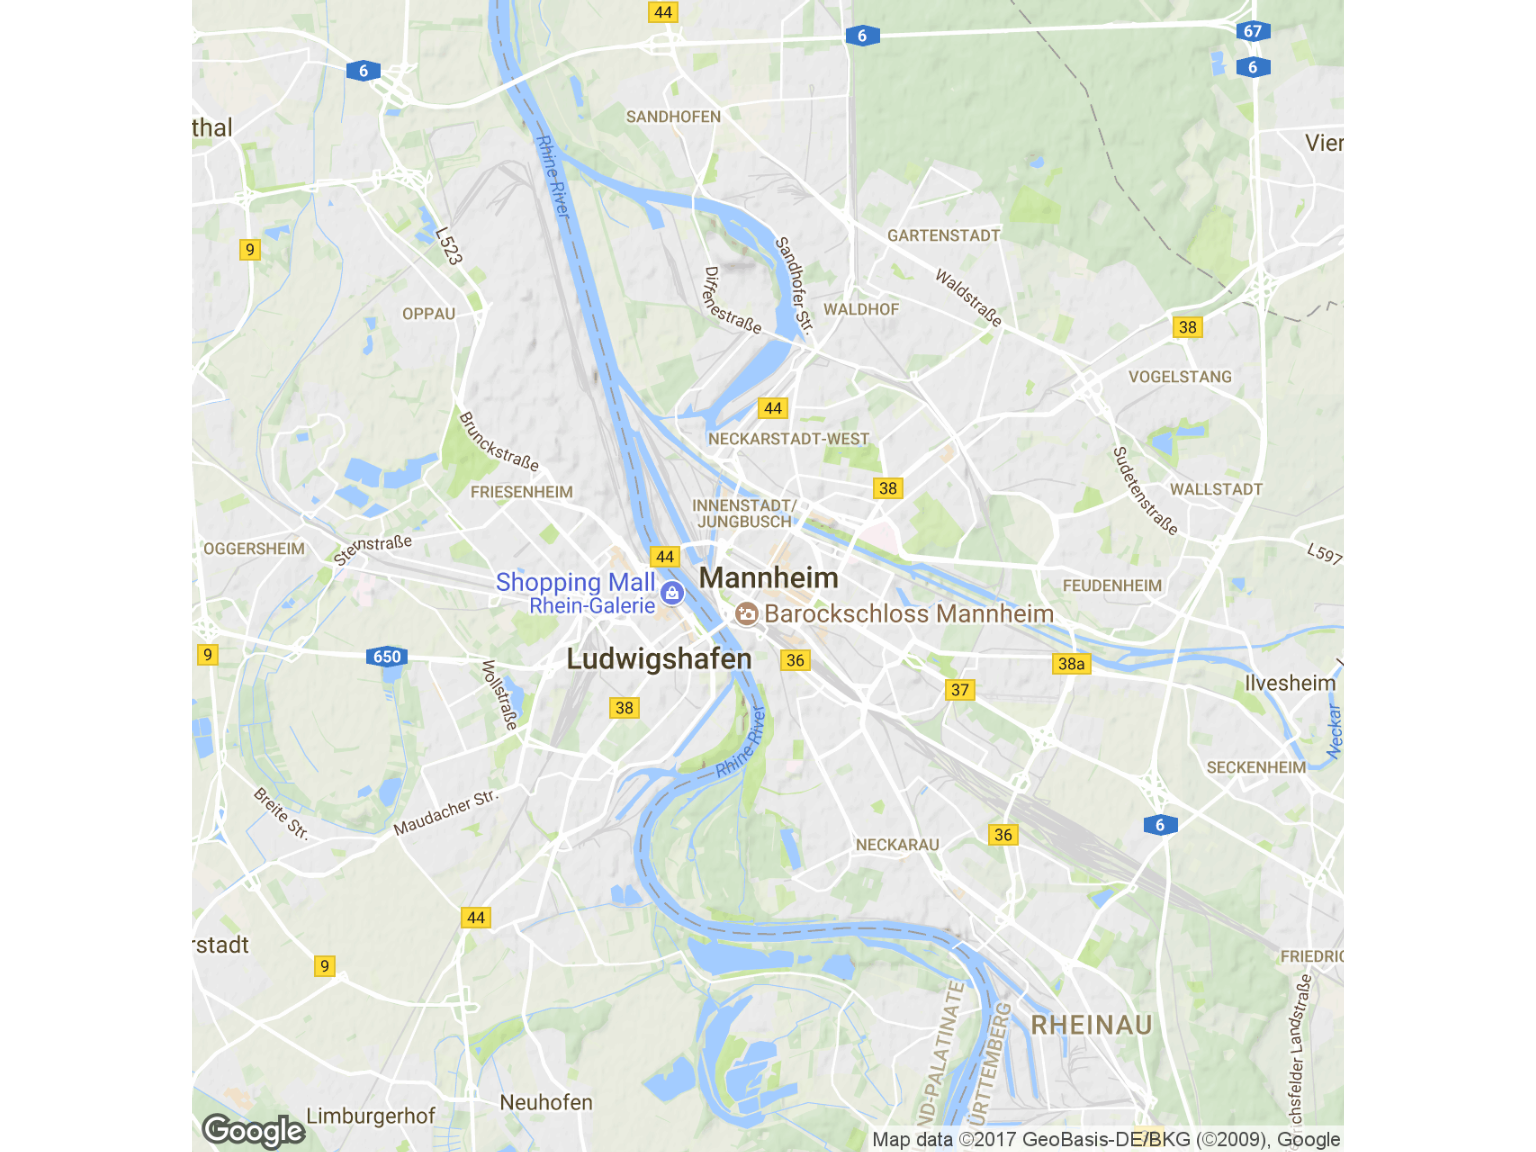 44
6
67
6
6
SANDHOFEN
thal
Vier
Rhine River
9
L523
GARTENSTADT
Sandhofer Str.
Diffenestraße
Waldstraße
OPPAU
WALDHOF
38
VOGELSTANG
44
Brunckstraße
NECKARSTADT-WEST
Sudetenstraße
FRIESENHEIM
38
WALLSTADT
INNENSTADT/
JUNGBUSCH
OGGERSHEIM
Sternstraße
44
L597
Shopping Mall
Rhein-Galerie
Mannheim
FEUDENHEIM
Barockschloss Mannheim
9
650
Ludwigshafen
36
38a
Wollstraße
38
37
Ilvesheim
Rhine River
Neckar
SECKENHEIM
Breite Str.
Maudacher Str.
6
NECKARAU
36
44
rstadt
9
FRIEDRIC
ND-PALATINATE
ÜRTTEMBERG
RHEINAU
erichsfelder Landstraße
Neuhofen
Limburgerhof
Google
Map data ©2017 GeoBasis-DE/BKG (©2009), Google